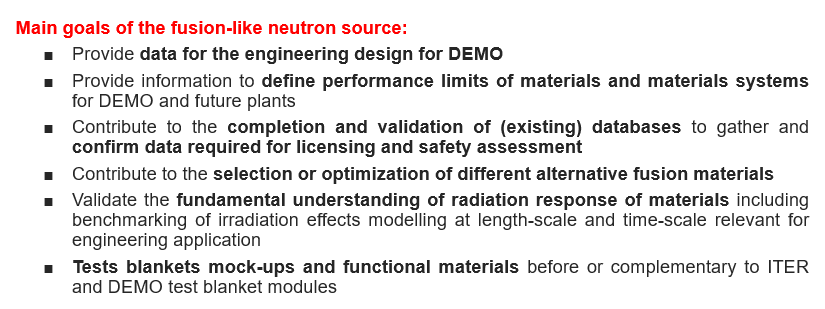 Main goals of the fusion-like neutron source:
▪ Provide data for the engineering design for DEMO
▪ Provide information to define performance limits of materials and materials systems
for DEMO and future plants
▪ Contribute to the completion and validation of (existing) databases to gather and
confirm data required for licensing and safety assessment
▪ Contribute to the selection or optimization of different alternative fusion materials
▪ Validate the fundamental understanding of radiation response of materials including
benchmarking of irradiation effects modelling at length-scale and time-scale relevant for
engineering application
▪ Tests blankets mock-ups and functional materials before or complementary to ITER
and DEMO test blanket modules